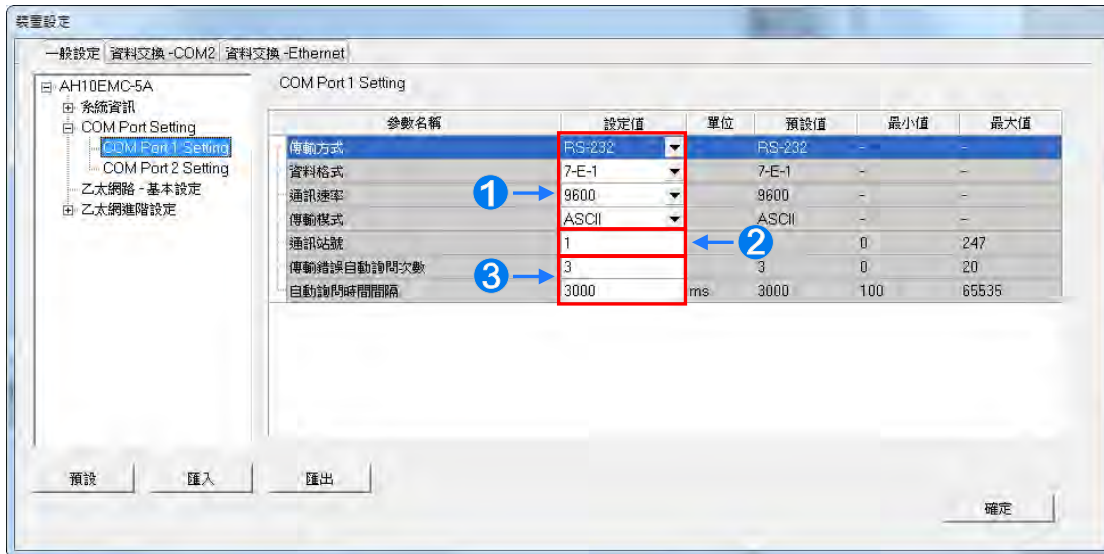 裝置設定
一般設定 資料交換 -COM2 資料交換 -Ethernet
AH10EMC-5A
系統資訊
COM Port Setting
COM Port 1 Setting
COM Port 2 Setting
乙太網路 - 基本設定
乙太網進階設定
COM Port 1 Setting
參數名稱 設定值 單位 預設值 最小值 最大值
傳輸方式 RS-232 RS-232 - -
資料格式 7-E-1 7-E-1 - -
通訊速率 9600 9600 - -
傳輸模式 ASCII ASCII - -
通訊站號 1 0 247
傳輸錯誤自動詢問次數 3 3 0 20
自動詢問時間間隔 3000 ms 3000 100 65535
1
2
3
預設 匯入 匯出
確定